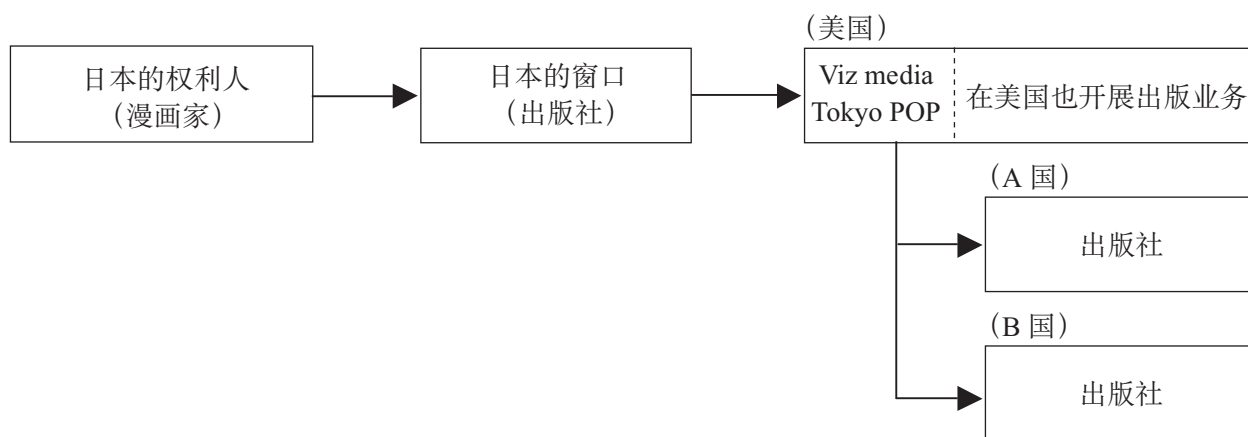 (美国)
日本的权利人
(漫画家)
日本的窗口
(出版社)
Viz media
Tokyo POP
在美国也开展出版业务
(A 国)
出版社
(B 国)
出版社